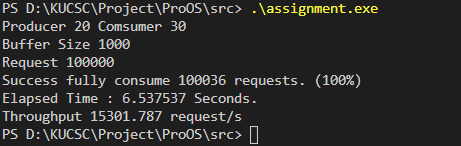 PS D:\KUCSC\Project\ProOS\src> .\assignment.exe
Producer 20 Comsumer 30
Buffer Size 1000
Request 100000
Success fully consume 100036 requests. (100%)
Elapsed Time : 6.537537 Seconds.
Throughput 15301.787 request/s
PS D:\KUCSC\Project\ProOS\src>